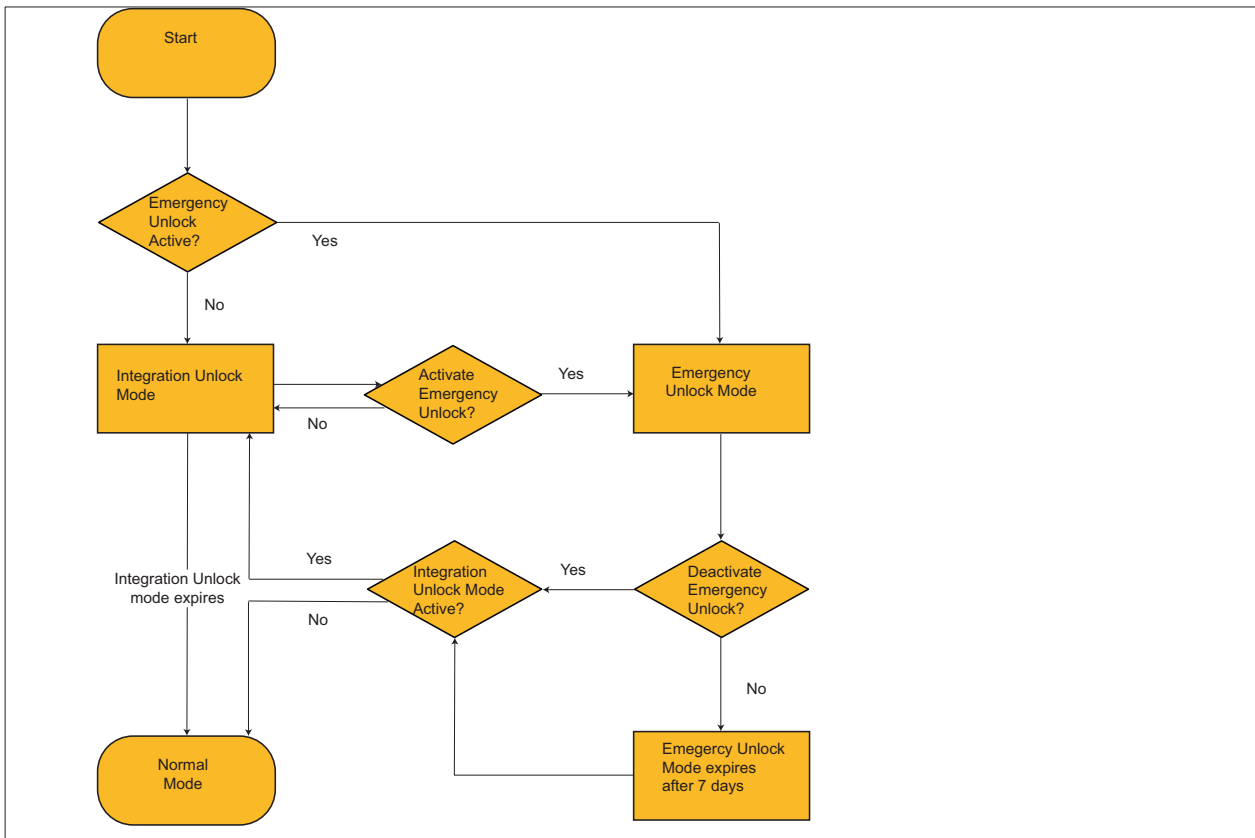 Start
Emergency
Unlock
Active?
Yes
No
Integration Unlock
Mode
Activate
Emergency
Unlock?
Yes
No
Emergency
Unlock Mode
Integration Unlock
mode expires
Yes
No
Integration
Unlock Mode
Active?
Yes
Deactivate
Emergency
Unlock?
No
Normal
Mode
Emegercy Unlock
Mode expires
after 7 days